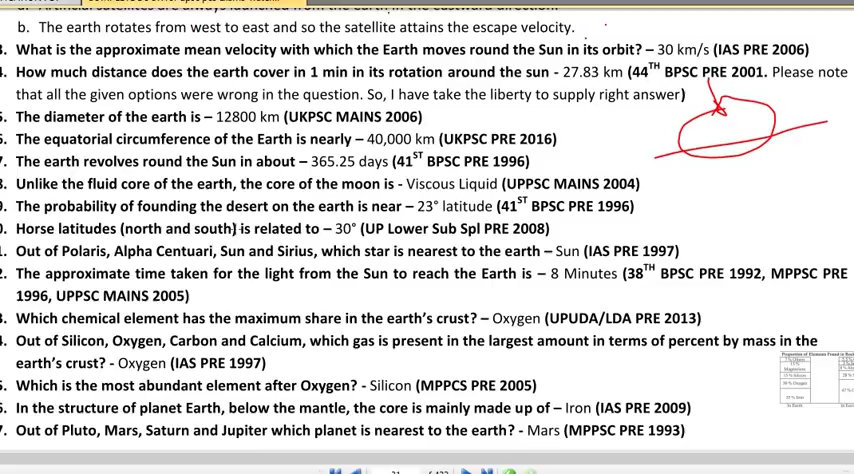 b. The earth rotates from west to east and so the satellite attains the escape velocity.
3. What is the approximate mean velocity with which the Earth moves round the Sun in its orbit? – 30 km/s (IAS PRE 2006)
4. How much distance does the earth cover in 1 min in its rotation around the sun - 27.83 km (44TH BPSC PRE 2001. Please note
that all the given options were wrong in the question. So, I have take the liberty to supply right answer)
5. The diameter of the earth is – 12800 km (UKPSC MAINS 2006)
6. The equatorial circumference of the Earth is nearly – 40,000 km (UKPSC PRE 2016)
7. The earth revolves round the Sun in about – 365.25 days (41ST BPSC PRE 1996)
8. Unlike the fluid core of the earth, the core of the moon is - Viscous Liquid (UPPSC MAINS 2004)
9. The probability of founding the desert on the earth is near – 23° latitude (41ST BPSC PRE 1996)
0. Horse latitudes (north and south) is related to – 30° (UP Lower Sub Spl PRE 2008)
1. Out of Polaris, Alpha Centuari, Sun and Sirius, which star is nearest to the earth – Sun (IAS PRE 1997)
2. The approximate time taken for the light from the Sun to reach the Earth is – 8 Minutes (38TH BPSC PRE 1992, MPPSC PRE
1996, UPPSC MAINS 2005)
3. Which chemical element has the maximum share in the earth's crust? – Oxygen (UPUDA/LDA PRE 2013)
4. Out of Silicon, Oxygen, Carbon and Calcium, which gas is present in the largest amount in terms of percent by mass in the
earth's crust? - Oxygen (IAS PRE 1997)
5. Which is the most abundant element after Oxygen? - Silicon (MPPCS PRE 2005)
6. In the structure of planet Earth, below the mantle, the core is mainly made up of – Iron (IAS PRE 2009)
7. Out of Pluto, Mars, Saturn and Jupiter which planet is nearest to the earth? - Mars (MPPSC PRE 1993)